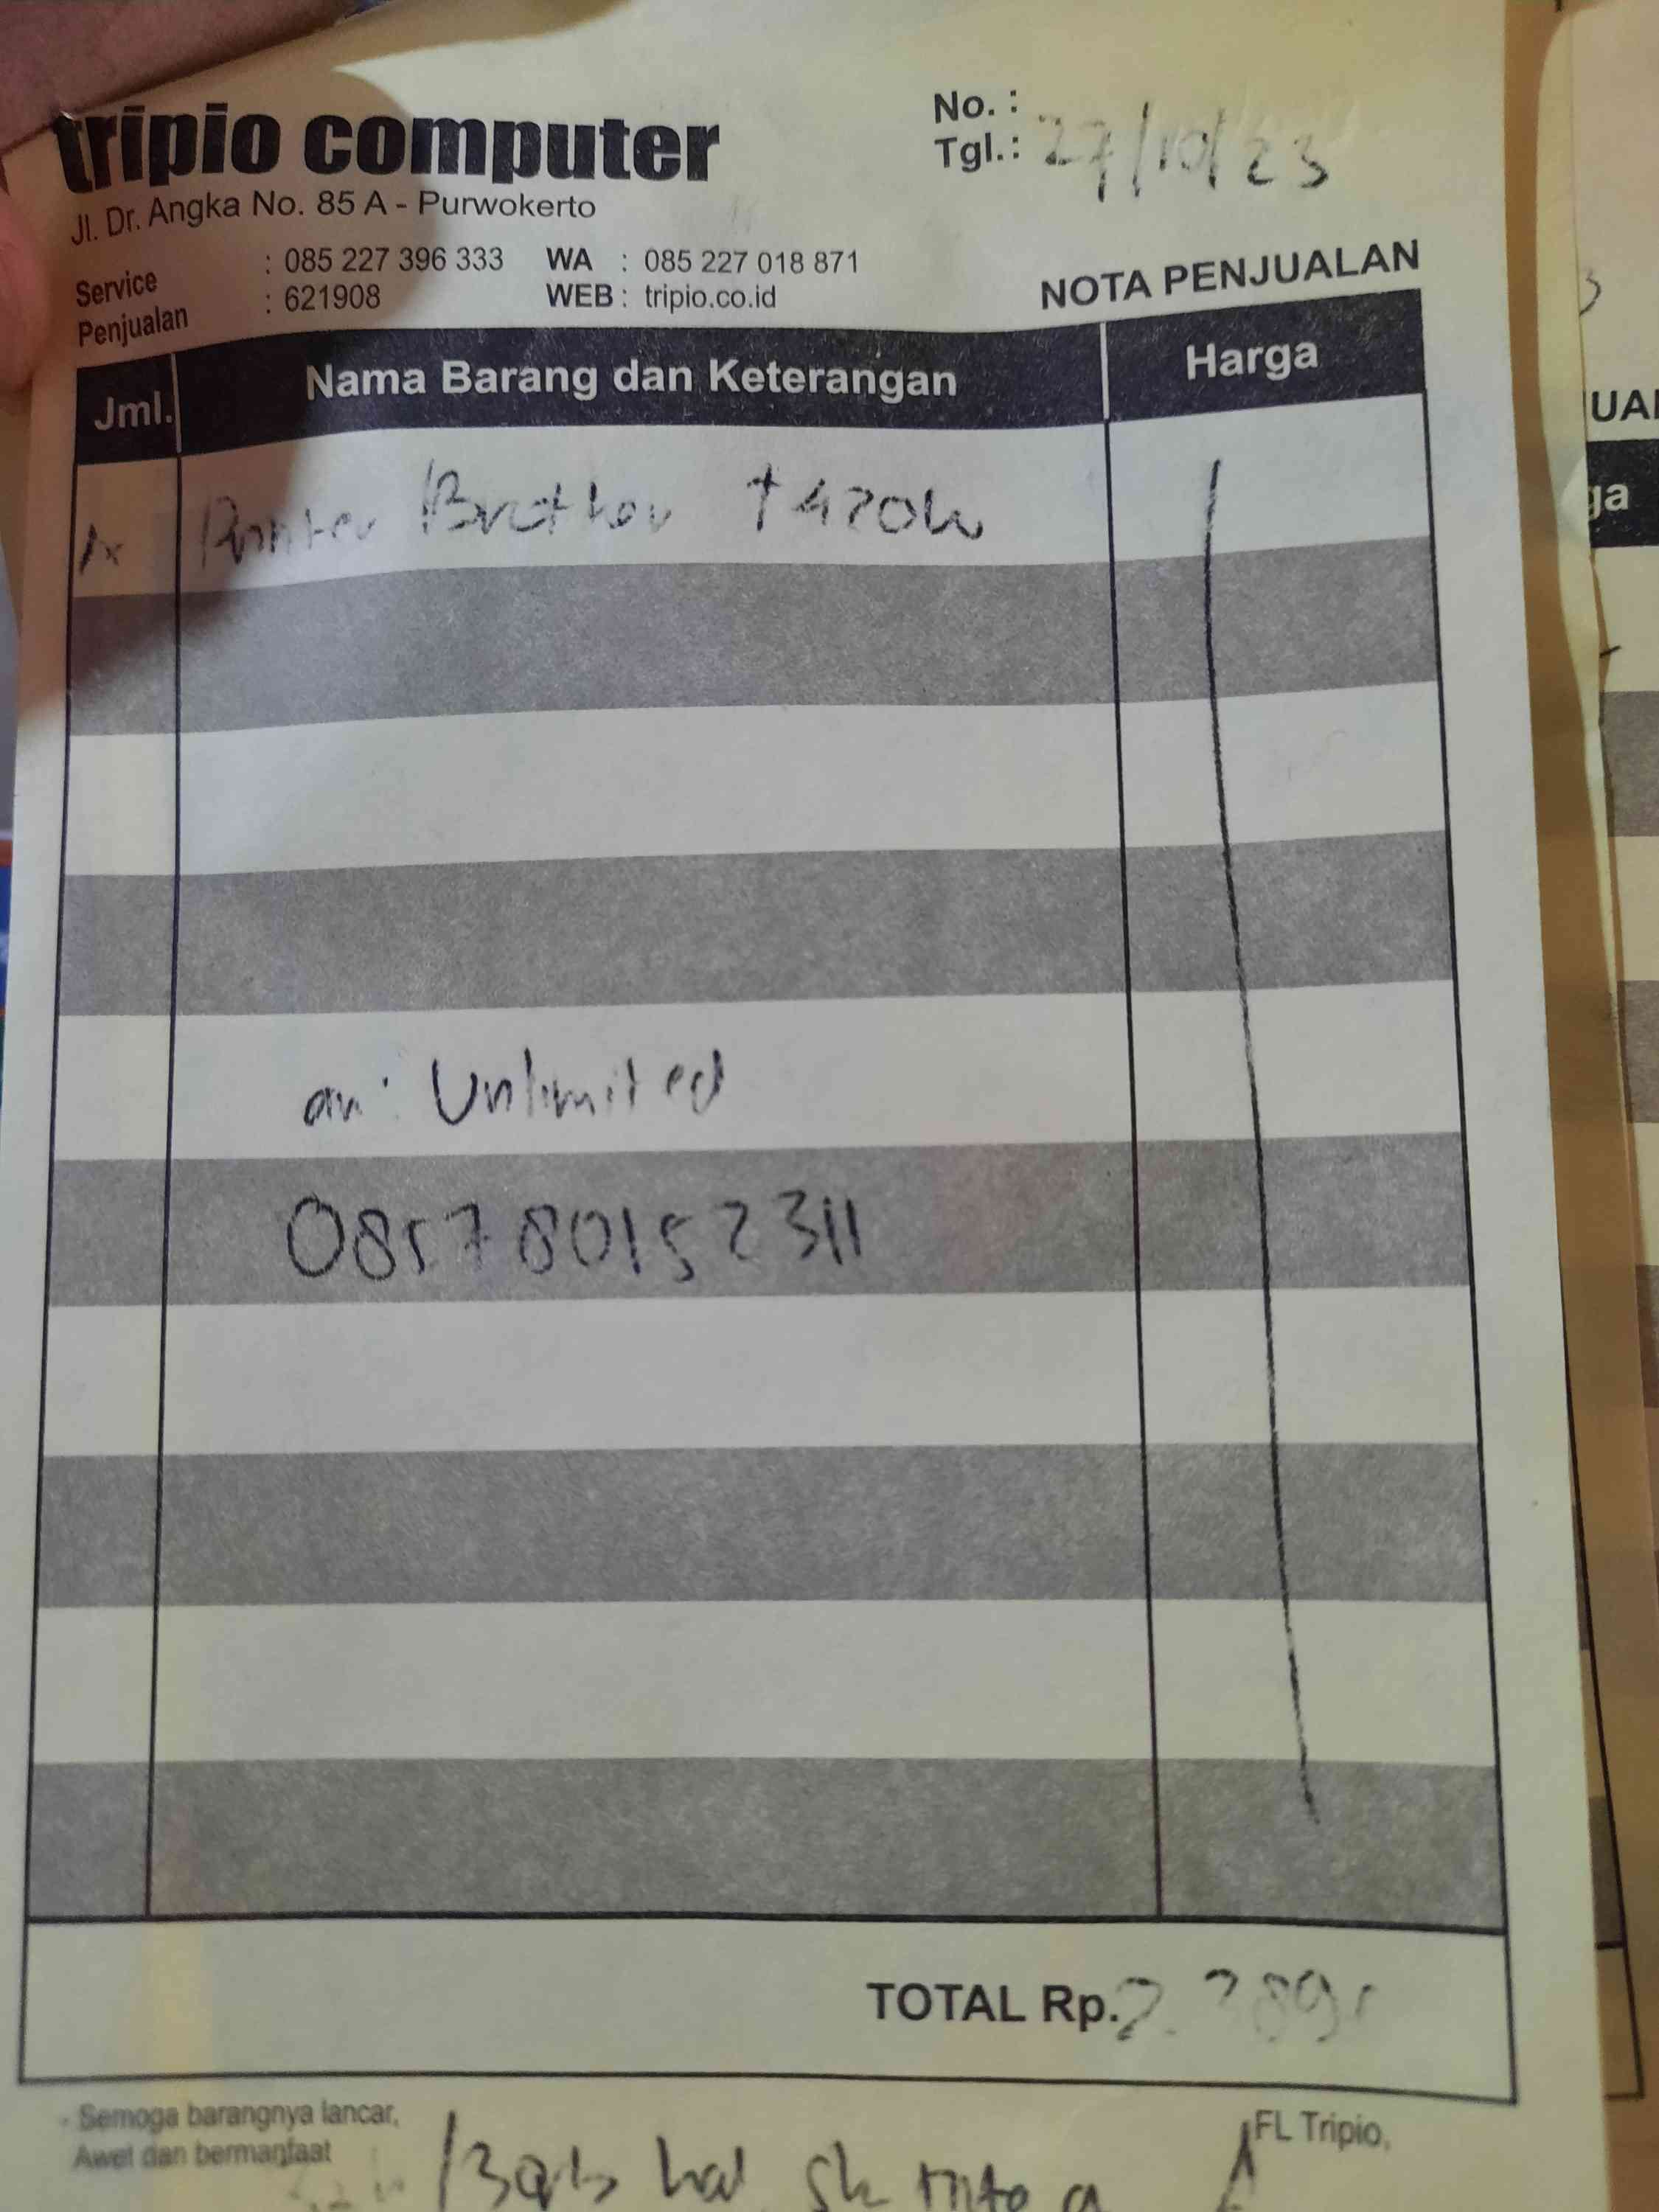 tripio computer
Jl. Dr. Angka No. 85 A - Purwokerto
Service : 085 227 396 333 WA : 085 227 018 871
Penjualan : 621908 WEB : tripio.co.id
No. :
Tgl.: 27/10/23
NOTA PENJUALAN
Jml. Nama Barang dan Keterangan Harga
1x Printer Brother T420W
an: Unlimited
085780152311
TOTAL Rp.
- Semoga barangnya lancar,
Awet dan bermanfaat
FL Tripio,
UAL
ga